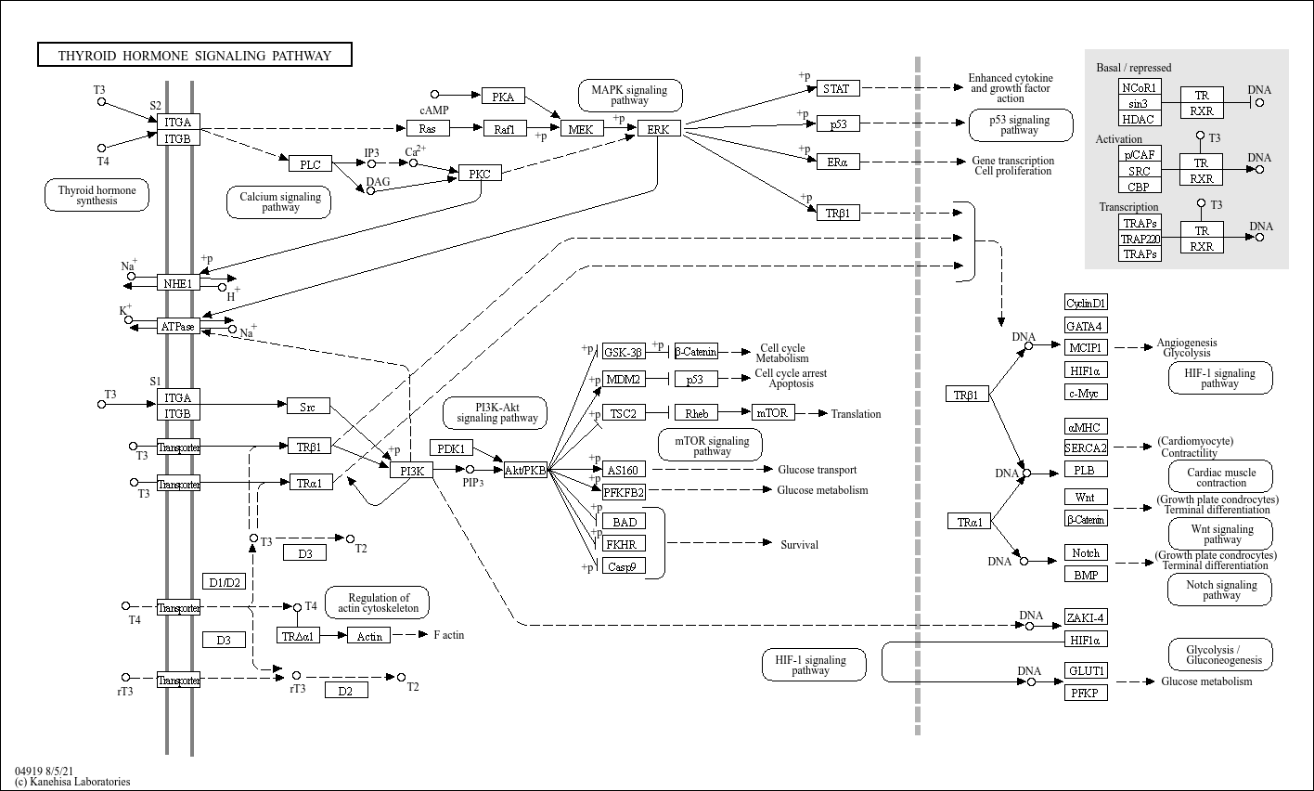 THYROID HORMONE SIGNALING PATHWAY
T3
S2
ITGA
ITGB
T4
Thyroid hormone
synthesis
cAMP
PKA
Ras
Raf1
+p
MEK
+p
ERK
MAPK signaling
pathway
PLC
IP3
Ca2+
DAG
PKC
Calcium signaling
pathway
+p
STAT
Enhanced cytokine
and growth factor
action
+p
p53
p53 signaling
pathway
+p
ERα
Gene transcription
Cell proliferation
+p
TRβ1
Basal / repressed
NCoR1
sin3
HDAC
TR
RXR
DNA
Activation
p/CAF
SRC
CBP
T3
TR
RXR
DNA
Transcription
TRAPs
TRAP220
TRAPs
T3
TR
RXR
DNA
Na+
+p
NHE1
H+
K+
ATPase
Na+
T3
S1
ITGA
ITGB
Src
T3
Transporter
TRβ1
T3
Transporter
TRα1
+p
PI3K
PIP3
PDK1
Akt/PKB
PI3K-Akt
signaling pathway
+p
GSK-3β
+p
β-Catenin
Cell cycle
Metabolism
+p
MDM2
p53
Cell cycle arrest
Apoptosis
+p
TSC2
Rheb
mTOR
Translation
mTOR signaling
pathway
+p
AS160
Glucose transport
+p
PFKFB2
Glucose metabolism
+p
BAD
+p
FKHR
Survival
+p
Casp9
T3
D3
T2
D1/D2
T4
Transporter
T4
TRΔα1
Actin
F actin
Regulation of
actin cytoskeleton
D3
rT3
Transporter
rT3
D2
T2
CyclinD1
GATA4
DNA
MCIP1
Angiogenesis
Glycolysis
HIF1α
HIF-1 signaling
pathway
c-Myc
TRβ1
αMHC
SERCA2
(Cardiomyocyte)
Contractility
DNA
PLB
Cardiac muscle
contraction
Wnt
(Growth plate condrocytes)
Terminal differentiation
TRα1
β-Catenin
Wnt signaling
pathway
DNA
Notch
(Growth plate condrocytes)
Terminal differentiation
BMP
Notch signaling
pathway
DNA
ZAKI-4
HIF1α
HIF-1 signaling
pathway
Glycolysis /
Gluconeogenesis
DNA
GLUT1
Glucose metabolism
PFKP
04919 8/5/21
(c) Kanehisa Laboratories